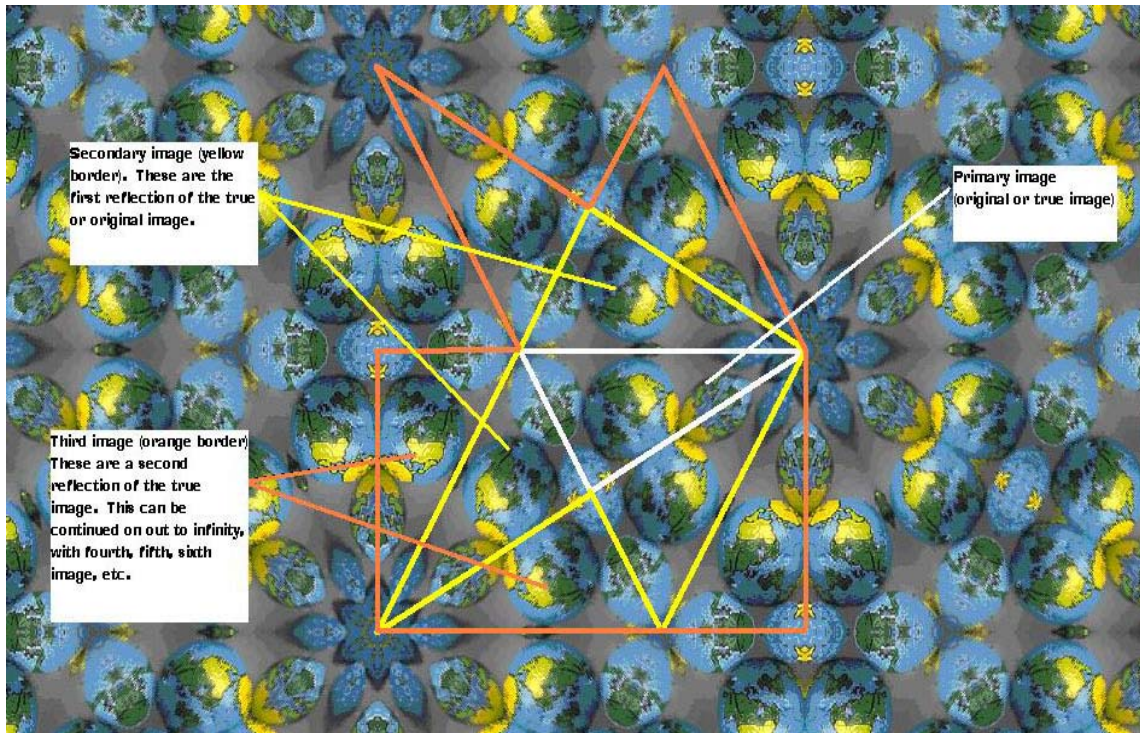 Secondary image (yellow
border). These are the
first reflection of the true
or original image.
Primary image
(original or true image)
Third image (orange border)
These are a second
reflection of the true
image. This can be
continued on out to infinity,
with fourth, fifth, sixth
image, etc.